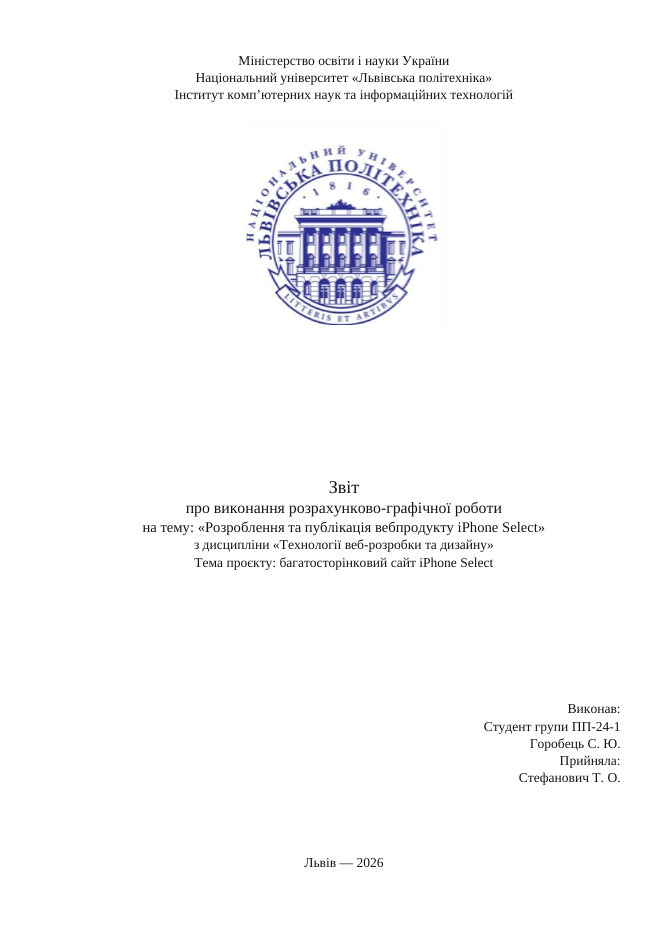 Міністерство освіти і науки України
Національний університет «Львівська політехніка»
Інститут комп’ютерних наук та інформаційних технологій
НАЦІОНАЛЬНИЙ УНІВЕРСИТЕТ
ЛЬВІВСЬКА ПОЛІТЕХНІКА
· 1 8 1 6 ·
LITTERIS ET ARTIBVS
Звіт
про виконання розрахунково-графічної роботи
на тему: «Розроблення та публікація вебпродукту iPhone Select»
з дисципліни «Технології веб-розробки та дизайну»
Тема проєкту: багатосторінковий сайт iPhone Select
Виконав:
Студент групи ПП-24-1
Горобець С. Ю.
Прийняла:
Стефанович Т. О.
Львів — 2026